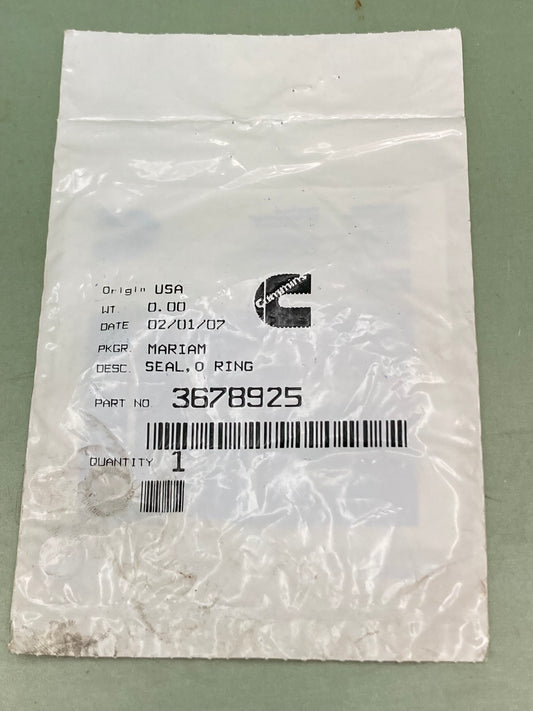 Origin USA
WT. 0.00
DATE 02/01/07
Cummins
PKGR. MARIAM
DESC. SEAL,O RING
PART NO. 3678925
QUANTITY 1